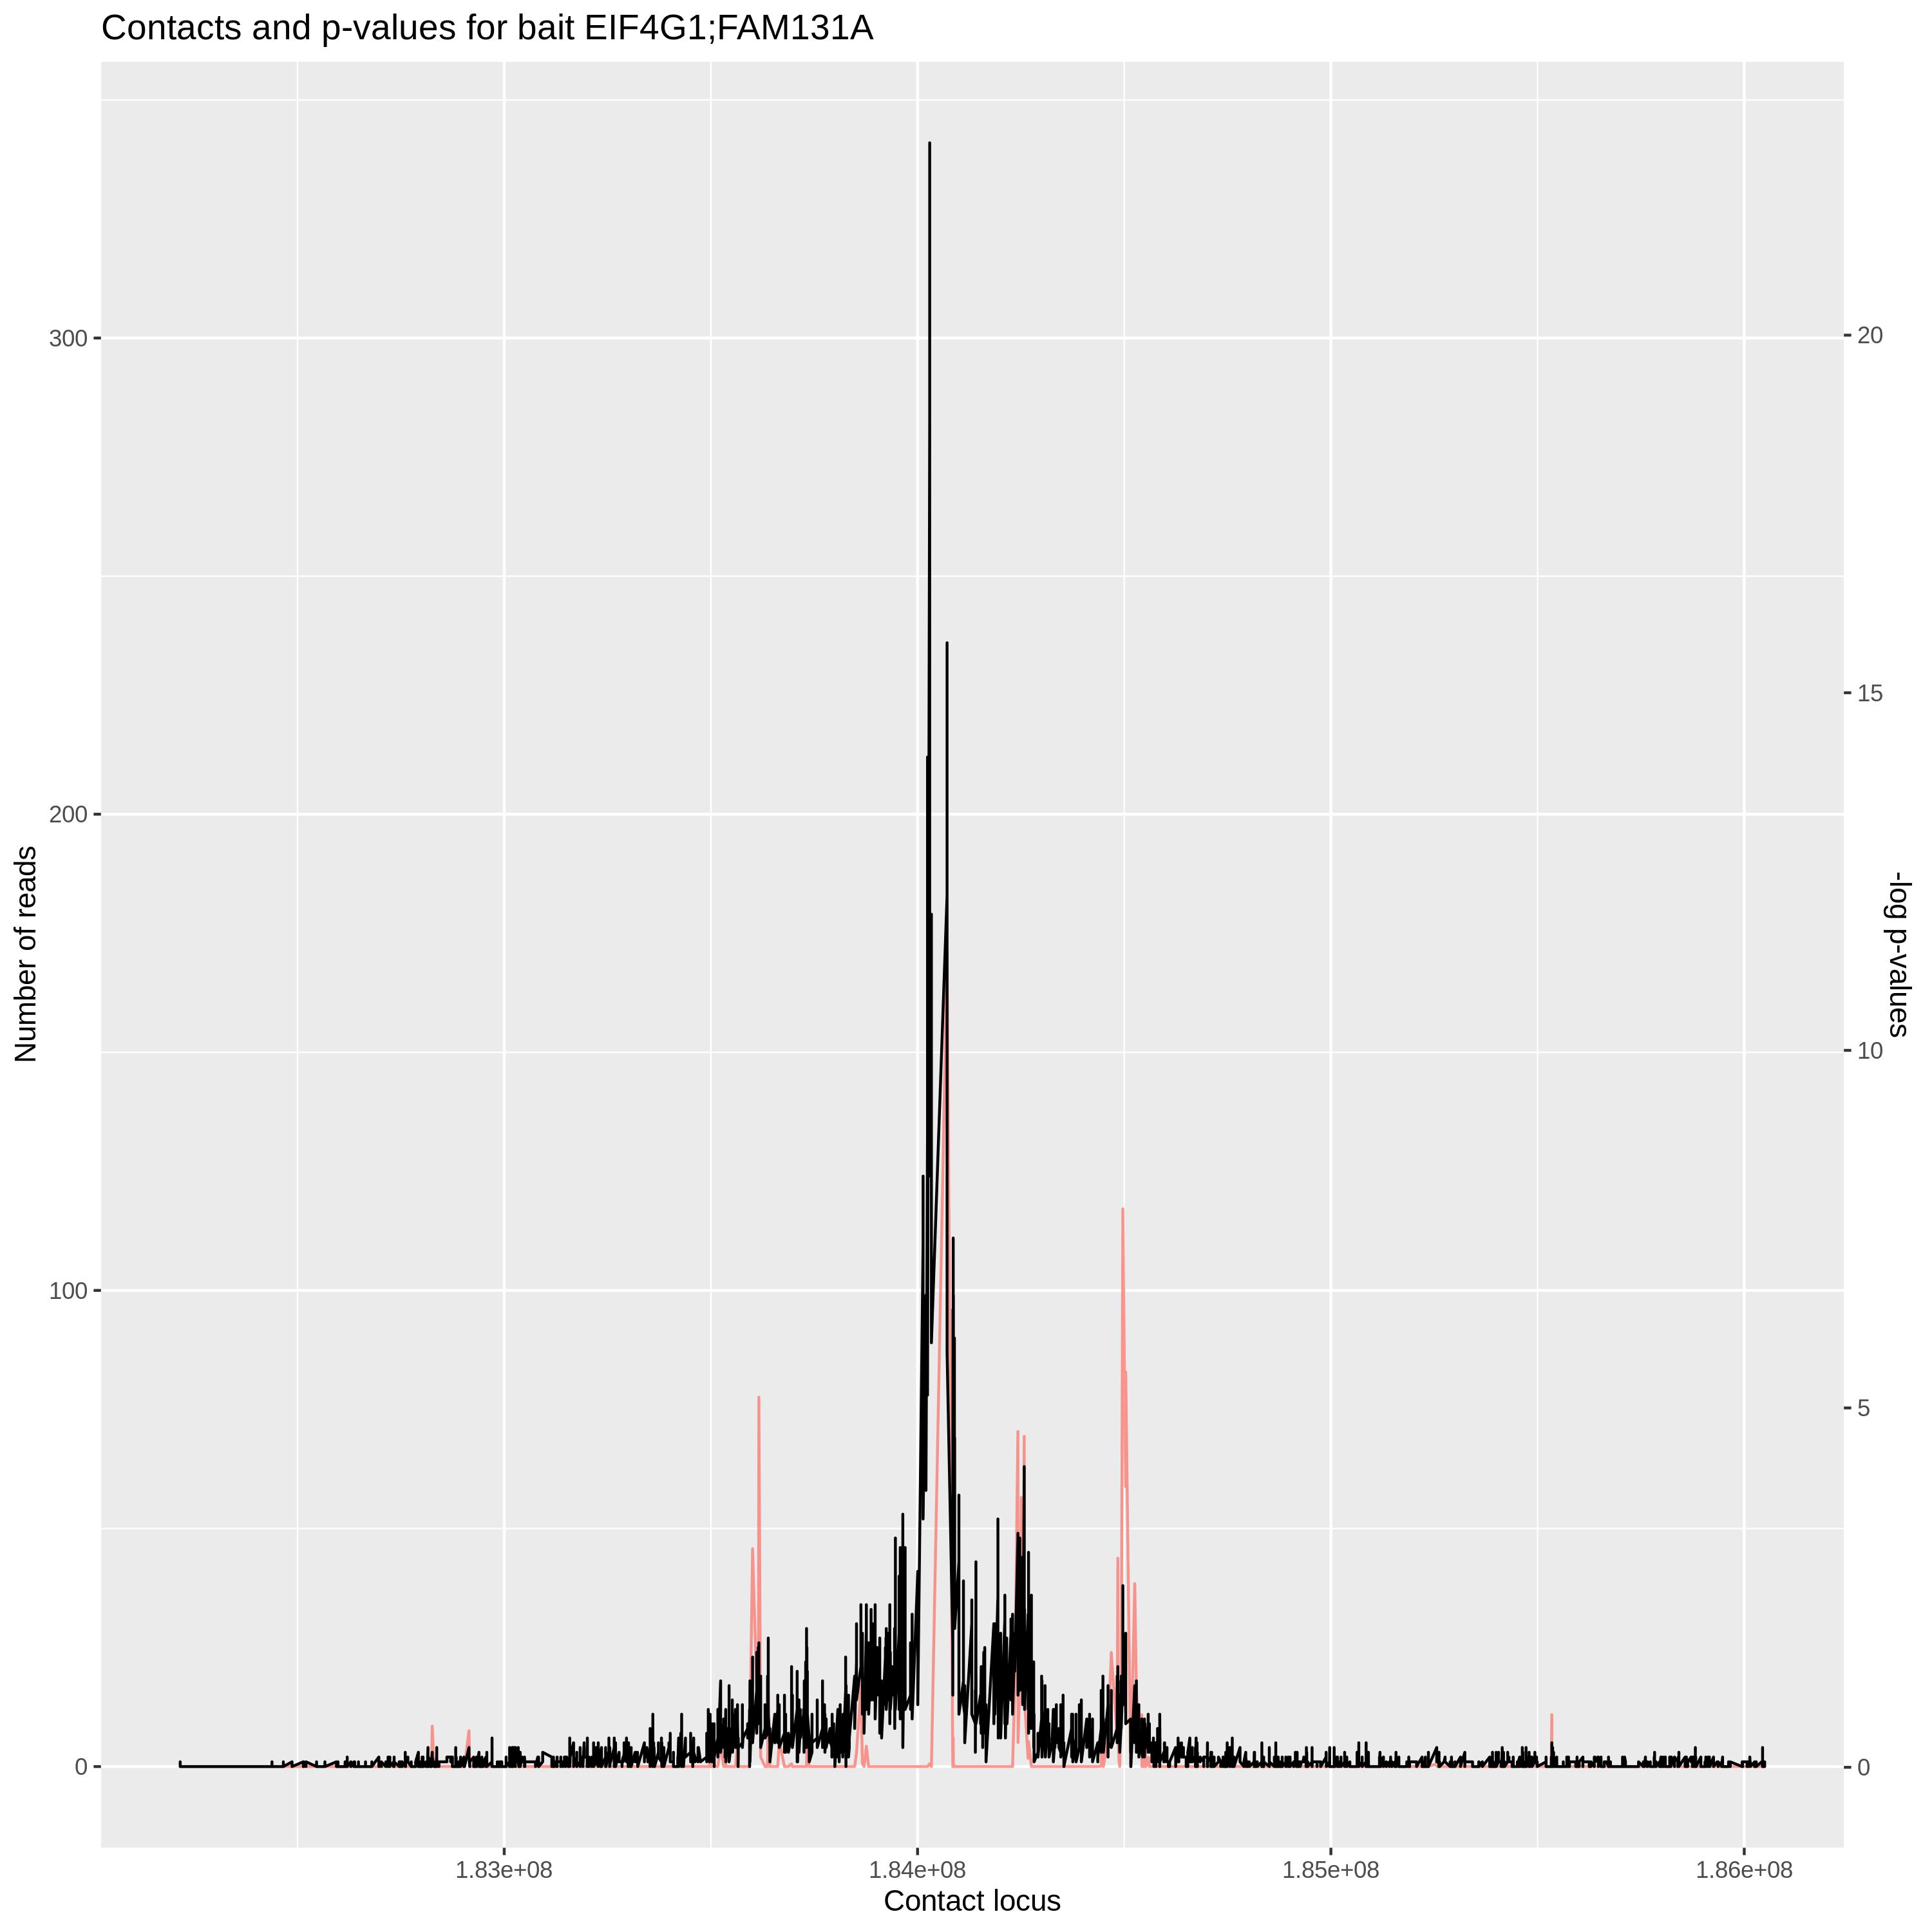 Contacts and p-values for bait EIF4G1;FAM131A
300
200
100
0
Number of reads
20
15
10
5
0
-log p-values
1.83e+08
1.84e+08
1.85e+08
1.86e+08
Contact locus